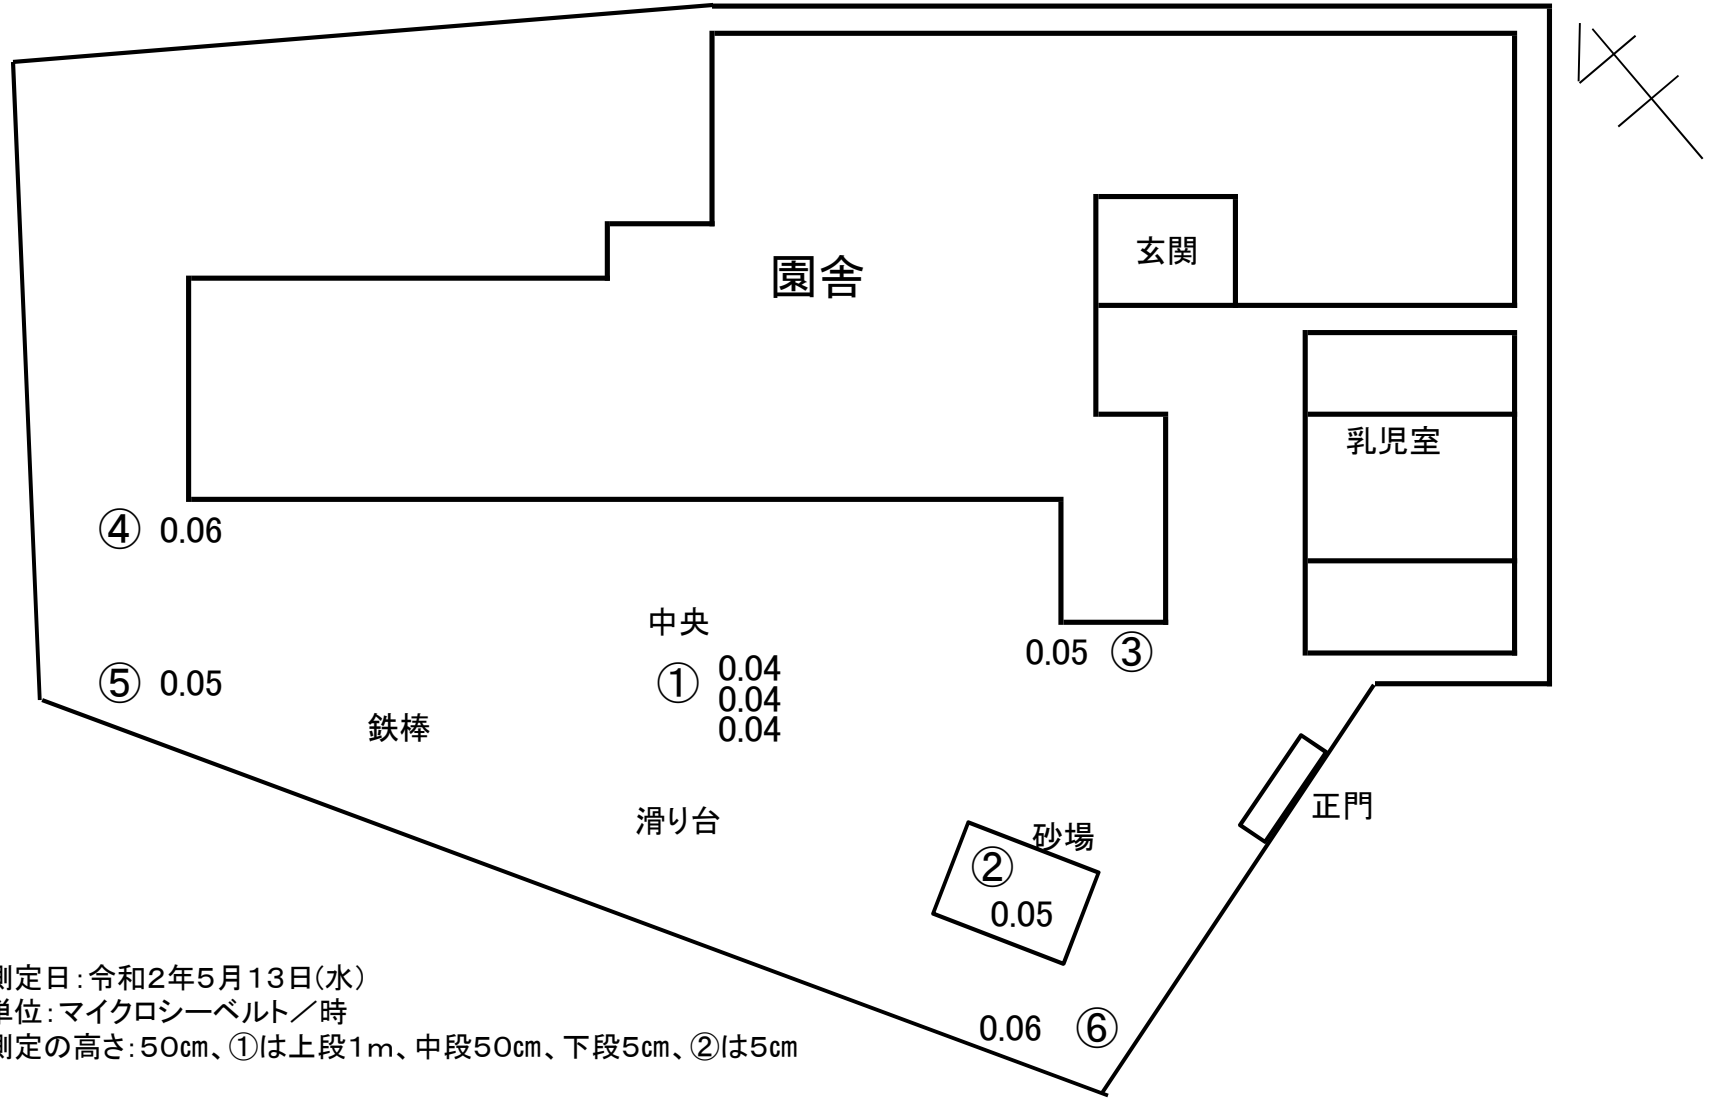 園舎
玄関
乳児室
④ 0.06
中央
① 0.04
0.04
0.04
0.05 ③
⑤ 0.05
鉄棒
滑り台
砂場
②
0.05
正門
0.06 ⑥
測定日：令和2年5月13日(水)
単位：マイクロシーベルト／時
測定の高さ：50㎝、①は上段1ｍ、中段50㎝、下段5㎝、②は5㎝